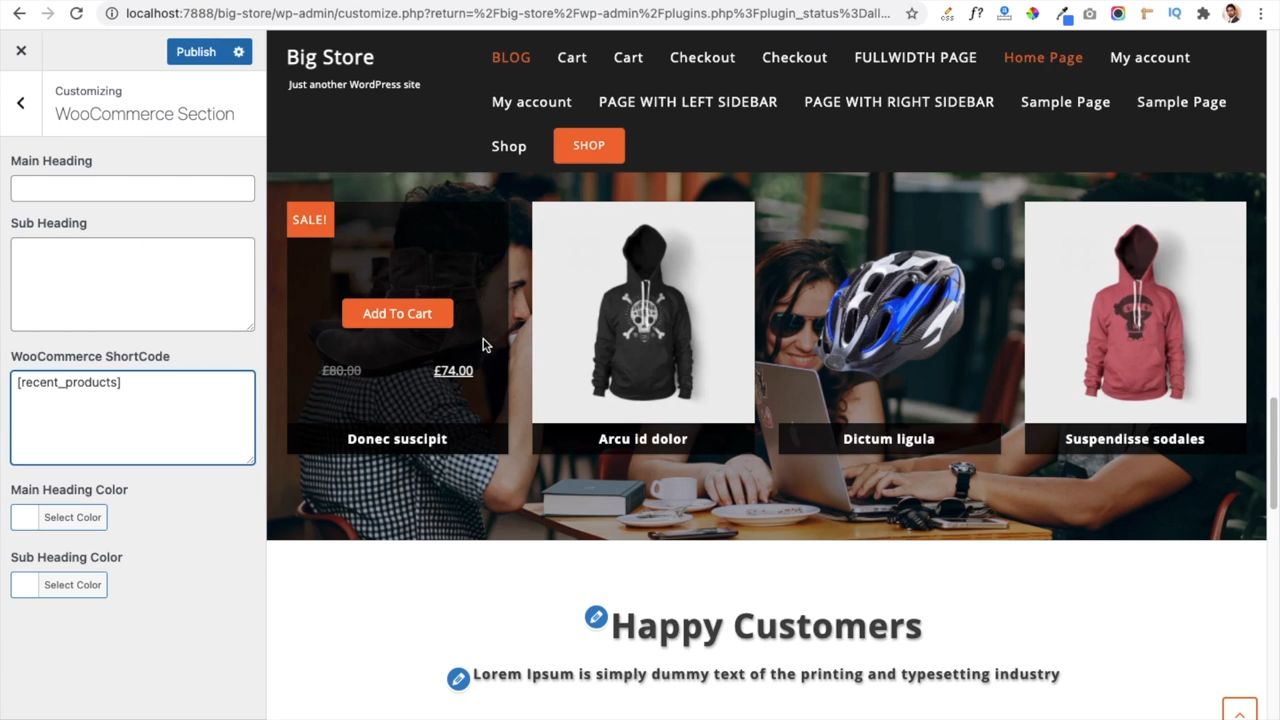 localhost:7888/big-store/wp-admin/customize.php?return=%2Fbig-store%2Fwp-admin%2Fplugins.php%3Fplugin_status%3Dall...
css
f?
IQ
Publish
Customizing
WooCommerce Section
Main Heading
Sub Heading
WooCommerce ShortCode
[recent_products]
Main Heading Color
Select Color
Sub Heading Color
Select Color
Big Store
Just another WordPress site
BLOG Cart Cart Checkout Checkout FULLWIDTH PAGE Home Page My account
My account PAGE WITH LEFT SIDEBAR PAGE WITH RIGHT SIDEBAR Sample Page Sample Page
Shop SHOP
SALE!
Add To Cart
£80.00 £74.00
Donec suscipit Arcu id dolor Dictum ligula Suspendisse sodales
Happy Customers
Lorem Ipsum is simply dummy text of the printing and typesetting industry